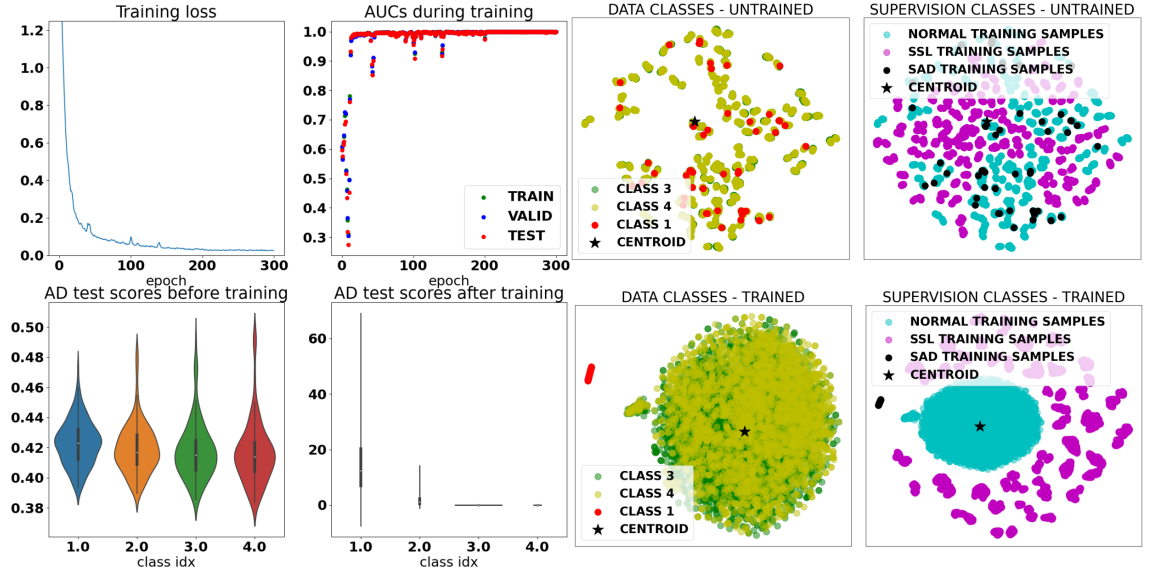 Training loss
1.2
1.0
0.8
0.6
0.4
0.2
0.0
0
100
200
300
epoch
AUCs during training
1.0
0.9
0.8
0.7
0.6
0.5
0.4
0.3
TRAIN
VALID
TEST
0
100
200
300
epoch
DATA CLASSES - UNTRAINED
CLASS 3
CLASS 4
CLASS 1
CENTROID
SUPERVISION CLASSES - UNTRAINED
NORMAL TRAINING SAMPLES
SSL TRAINING SAMPLES
SAD TRAINING SAMPLES
CENTROID
AD test scores before training
0.50
0.48
0.46
0.44
0.42
0.40
0.38
1.0
2.0
3.0
4.0
class idx
AD test scores after training
60
40
20
0
1.0
2.0
3.0
4.0
class idx
DATA CLASSES - TRAINED
CLASS 3
CLASS 4
CLASS 1
CENTROID
SUPERVISION CLASSES - TRAINED
NORMAL TRAINING SAMPLES
SSL TRAINING SAMPLES
SAD TRAINING SAMPLES
CENTROID